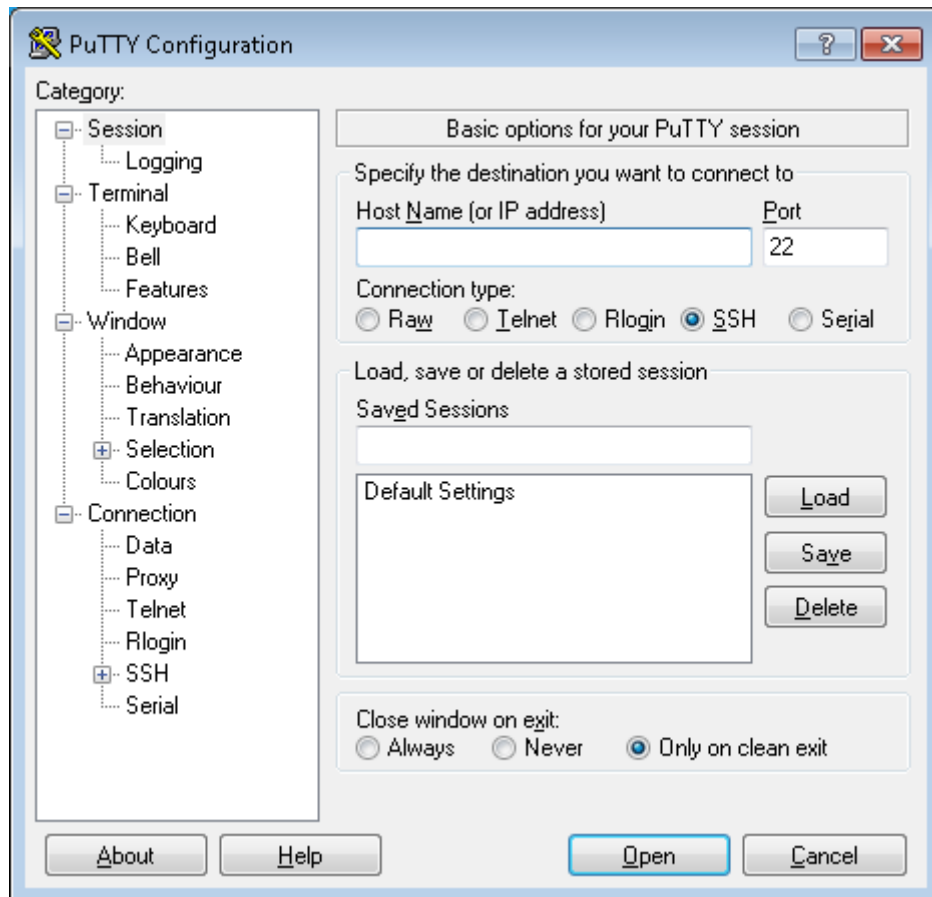 PuTTY Configuration
Category:
Session
Logging
Terminal
Keyboard
Bell
Features
Window
Appearance
Behaviour
Translation
Selection
Colours
Connection
Data
Proxy
Telnet
Rlogin
SSH
Serial
Basic options for your PuTTY session
Specify the destination you want to connect to
Host Name (or IP address) Port
22
Connection type:
Raw Telnet Rlogin SSH Serial
Load, save or delete a stored session
Saved Sessions
Default Settings
Load
Save
Delete
Close window on exit:
Always Never Only on clean exit
About Help Open Cancel